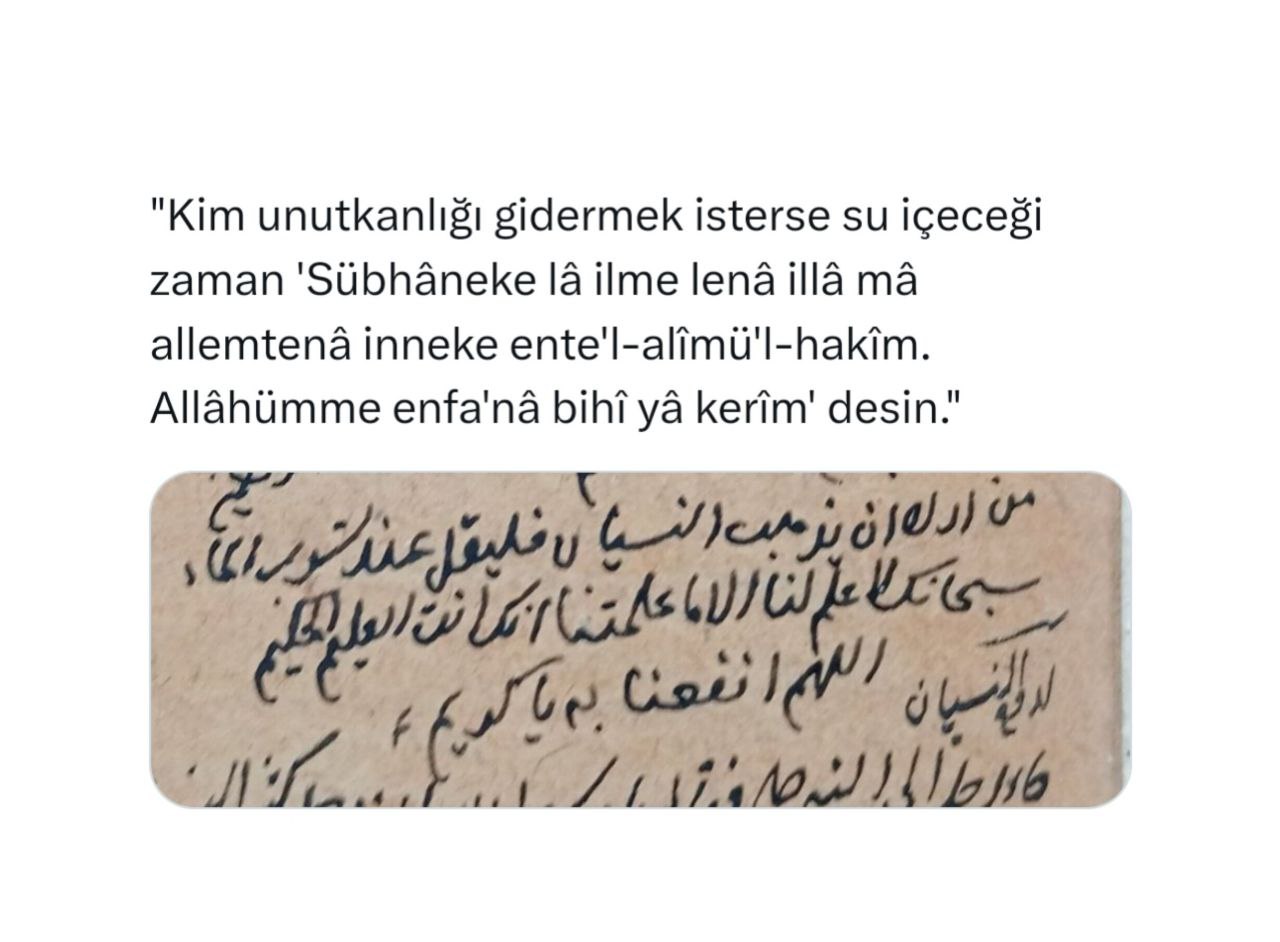 "Kim unutkanlığı gidermek isterse su içeceği
zaman 'Sübhâneke lâ ilme lenâ illâ mâ
allemtenâ inneke ente'l-alîmü'l-hakîm.
Allâhümme enfa'nâ bihî yâ kerîm' desin."
من اراد ان يذهب النسيان فليقل عند شرب الماء
سبحانك لا علم لنا الا ما علمتنا انك انت العليم الحكيم
اللهم انفعنا به يا كريم
لدفع النسيان